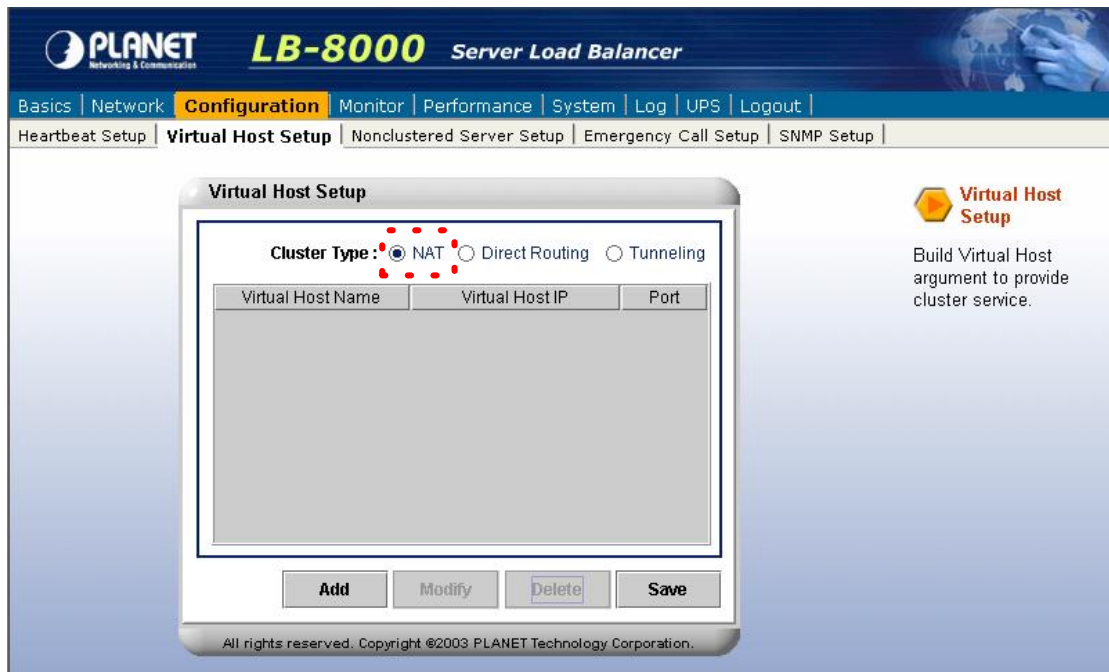 PLANET
Networking & Communication
LB-8000 Server Load Balancer
Basics | Network | Configuration | Monitor | Performance | System | Log | UPS | Logout |
Heartbeat Setup | Virtual Host Setup | Nonclustered Server Setup | Emergency Call Setup | SNMP Setup |
Virtual Host Setup
Cluster Type : NAT Direct Routing Tunneling
Virtual Host Name Virtual Host IP Port
Add Modify Delete Save
All rights reserved. Copyright ©2003 PLANET Technology Corporation.
Virtual Host
Setup
Build Virtual Host
argument to provide
cluster service.